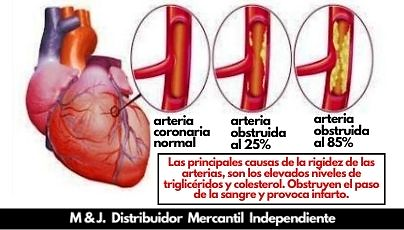 arteria
coronaria
normal
arteria
obstruida
al 25%
arteria
obstruida
al 85%
Las principales causas de la rigidez de las
arterias, son los elevados niveles de
triglicéridos y colesterol. Obstruyen el paso
de la sangre y provoca infarto.
M & J. Distribuidor Mercantil Independiente